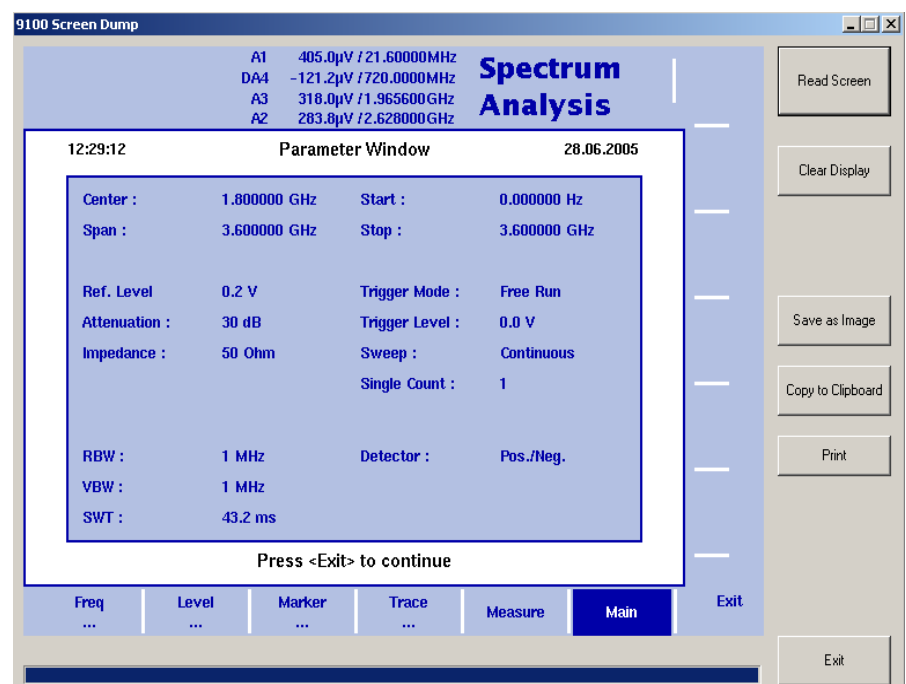 9100 Screen Dump
A1 405.0µV / 21.60000MHz
DA4 -121.2µV / 720.0000MHz
A3 318.0µV / 1.965600GHz
A2 283.8µV / 2.628000GHz
Spectrum
Analysis
Read Screen
12:29:12 Parameter Window 28.06.2005
Clear Display
Center : 1.800000 GHz Start : 0.000000 Hz
Span : 3.600000 GHz Stop : 3.600000 GHz
Ref. Level 0.2 V Trigger Mode : Free Run
Attenuation : 30 dB Trigger Level : 0.0 V
Save as Image
Impedance : 50 Ohm Sweep : Continuous
Single Count : 1
Copy to Clipboard
RBW : 1 MHz Detector : Pos./Neg.
Print
VBW : 1 MHz
SWT : 43.2 ms
Press <Exit> to continue
Freq ... Level ... Marker ... Trace ... Measure Main Exit
Exit